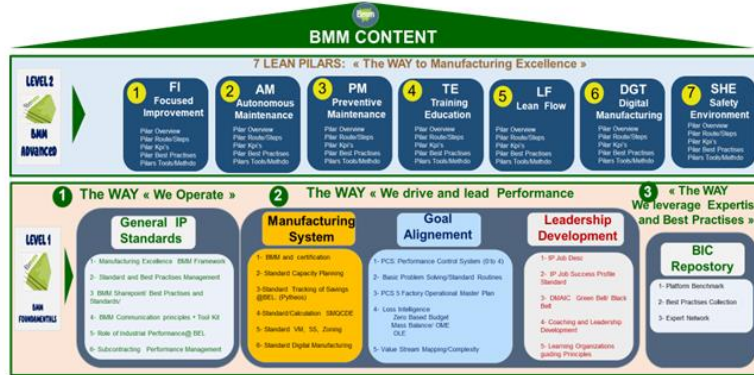 Bmm
BMM CONTENT
7 LEAN PILARS: « The WAY to Manufacturing Excellence »
LEVEL 2
BMM
Advanced
1
FI
Focused
Improvement
Pilar Overview
Pilar Route/Steps
Pilar Kpi's
Pilar Best Practises
Pilars Tools/Methdo
2
AM
Autonomous
Maintenance
Pilar Overview
Pilar Route/Steps
Pilar Kpi's
Pilar Best Practises
Pilars Tools/Methdo
3
PM
Preventive
Maintenance
Pilar Overview
Pilar Route/Steps
Pilar Kpi's
Pilar Best Practises
Pilars Tools/Methdo
4
TE
Training
Education
Pilar Overview
Pilar Route/Steps
Pilar Kpi's
Pilar Best Practises
Pilars Tools/Methdo
5
LF
Lean Flow
Pilar Overview
Pilar Route/Steps
Pilar Kpi's
Pilar Best Practises
Pilars Tools/Methdo
6
DGT
Digital
Manufacturing
Pilar Overview
Pilar Route/Steps
Pilar Kpi's
Pilar Best Practises
Pilars Tools/Methdo
7
SHE
Safety
Environment
Pilar Overview
Pilar Route/Steps
Pilar Kpi's
Pilar Best Practises
Pilars Tools/Methdo
LEVEL 1
BMM
FOUNDAMENTALS
1 The WAY « We Operate »
General IP
Standards
1- Manufacturing Excellence BMM Framework
2- Standard and Best Practises Management
3 BMM Sharepoint/ Best Practises and
Standards/
4- BMM Communication principles + Tool Kit
5- Role of Industrial Performance@ BEL
6- Subcontracting Performance Management
2 The WAY « We drive and lead Performance
Manufacturing
System
1- BMM and certification
2- Standard Capacity Planning
3-Standard Tracking of Savings
@BEL: (Pytheos)
4-Standard/Calculation SMQCDE
5- Standard VM, 5S, Zoning
6- Standard Digital Manufacturing
Goal
Alignement
1- PCS Performance Control System (0 to 4)
2- Basic Problem Solving/Standard Routines
3- PCS 5 Factory Operational Master Plan
4- Loss Intelligence
Zero Based Budget
Mass Balance/ OME
OLE
5- Value Stream Mapping/Complexity
Leadership
Development
1- IP Job Desc
2- IP Job Success Profile
Standard
3- DMAIC Green Belt/ Black
Belt
4- Coaching and Leadership
Development
5- Learning Organizations
guiding Principles
3 « The WAY
We leverage Expertis
and Best Practises »
BIC
Repostory
1- Platform Benchmark
2- Best Practises Collection
3- Expert Network